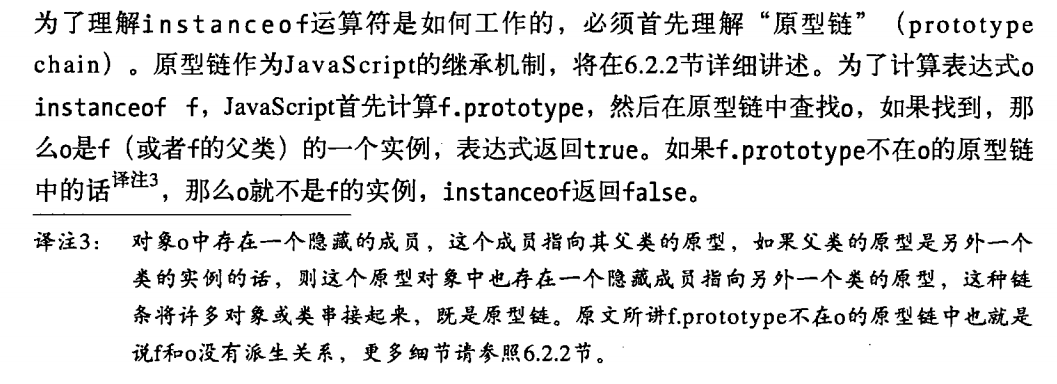 为了理解instanceof运算符是如何工作的，必须首先理解“原型链”（prototype
chain）。原型链作为JavaScript的继承机制，将在6.2.2节详细讲述。为了计算表达式o
instanceof f，JavaScript首先计算f.prototype，然后在原型链中查找o，如果找到，那
么o是f（或者f的父类）的一个实例，表达式返回true。如果f.prototype不在o的原型链
中的话译注3，那么o就不是f的实例，instanceof返回false。
译注3： 对象o中存在一个隐藏的成员，这个成员指向其父类的原型，如果父类的原型是另外一个
类的实例的话，则这个原型对象中也存在一个隐藏成员指向另外一个类的原型，这种链
条将许多对象或类串接起来，既是原型链。原文所讲f.prototype不在o的原型链中也就是
说f和o没有派生关系，更多细节请参照6.2.2节。